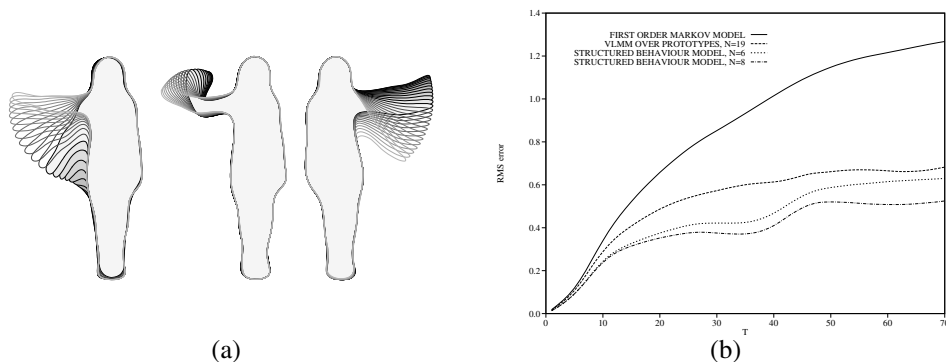 1.4
1.2
1.0
0.8
0.6
0.4
0.2
0.0
RMS error
FIRST ORDER MARKOV MODEL
VLMM OVER PROTOTYPES, N=19
STRUCTURED BEHAVIOUR MODEL, N=6
STRUCTURED BEHAVIOUR MODEL, N=8
0 10 20 30 40 50 60 70
T
(a) (b)